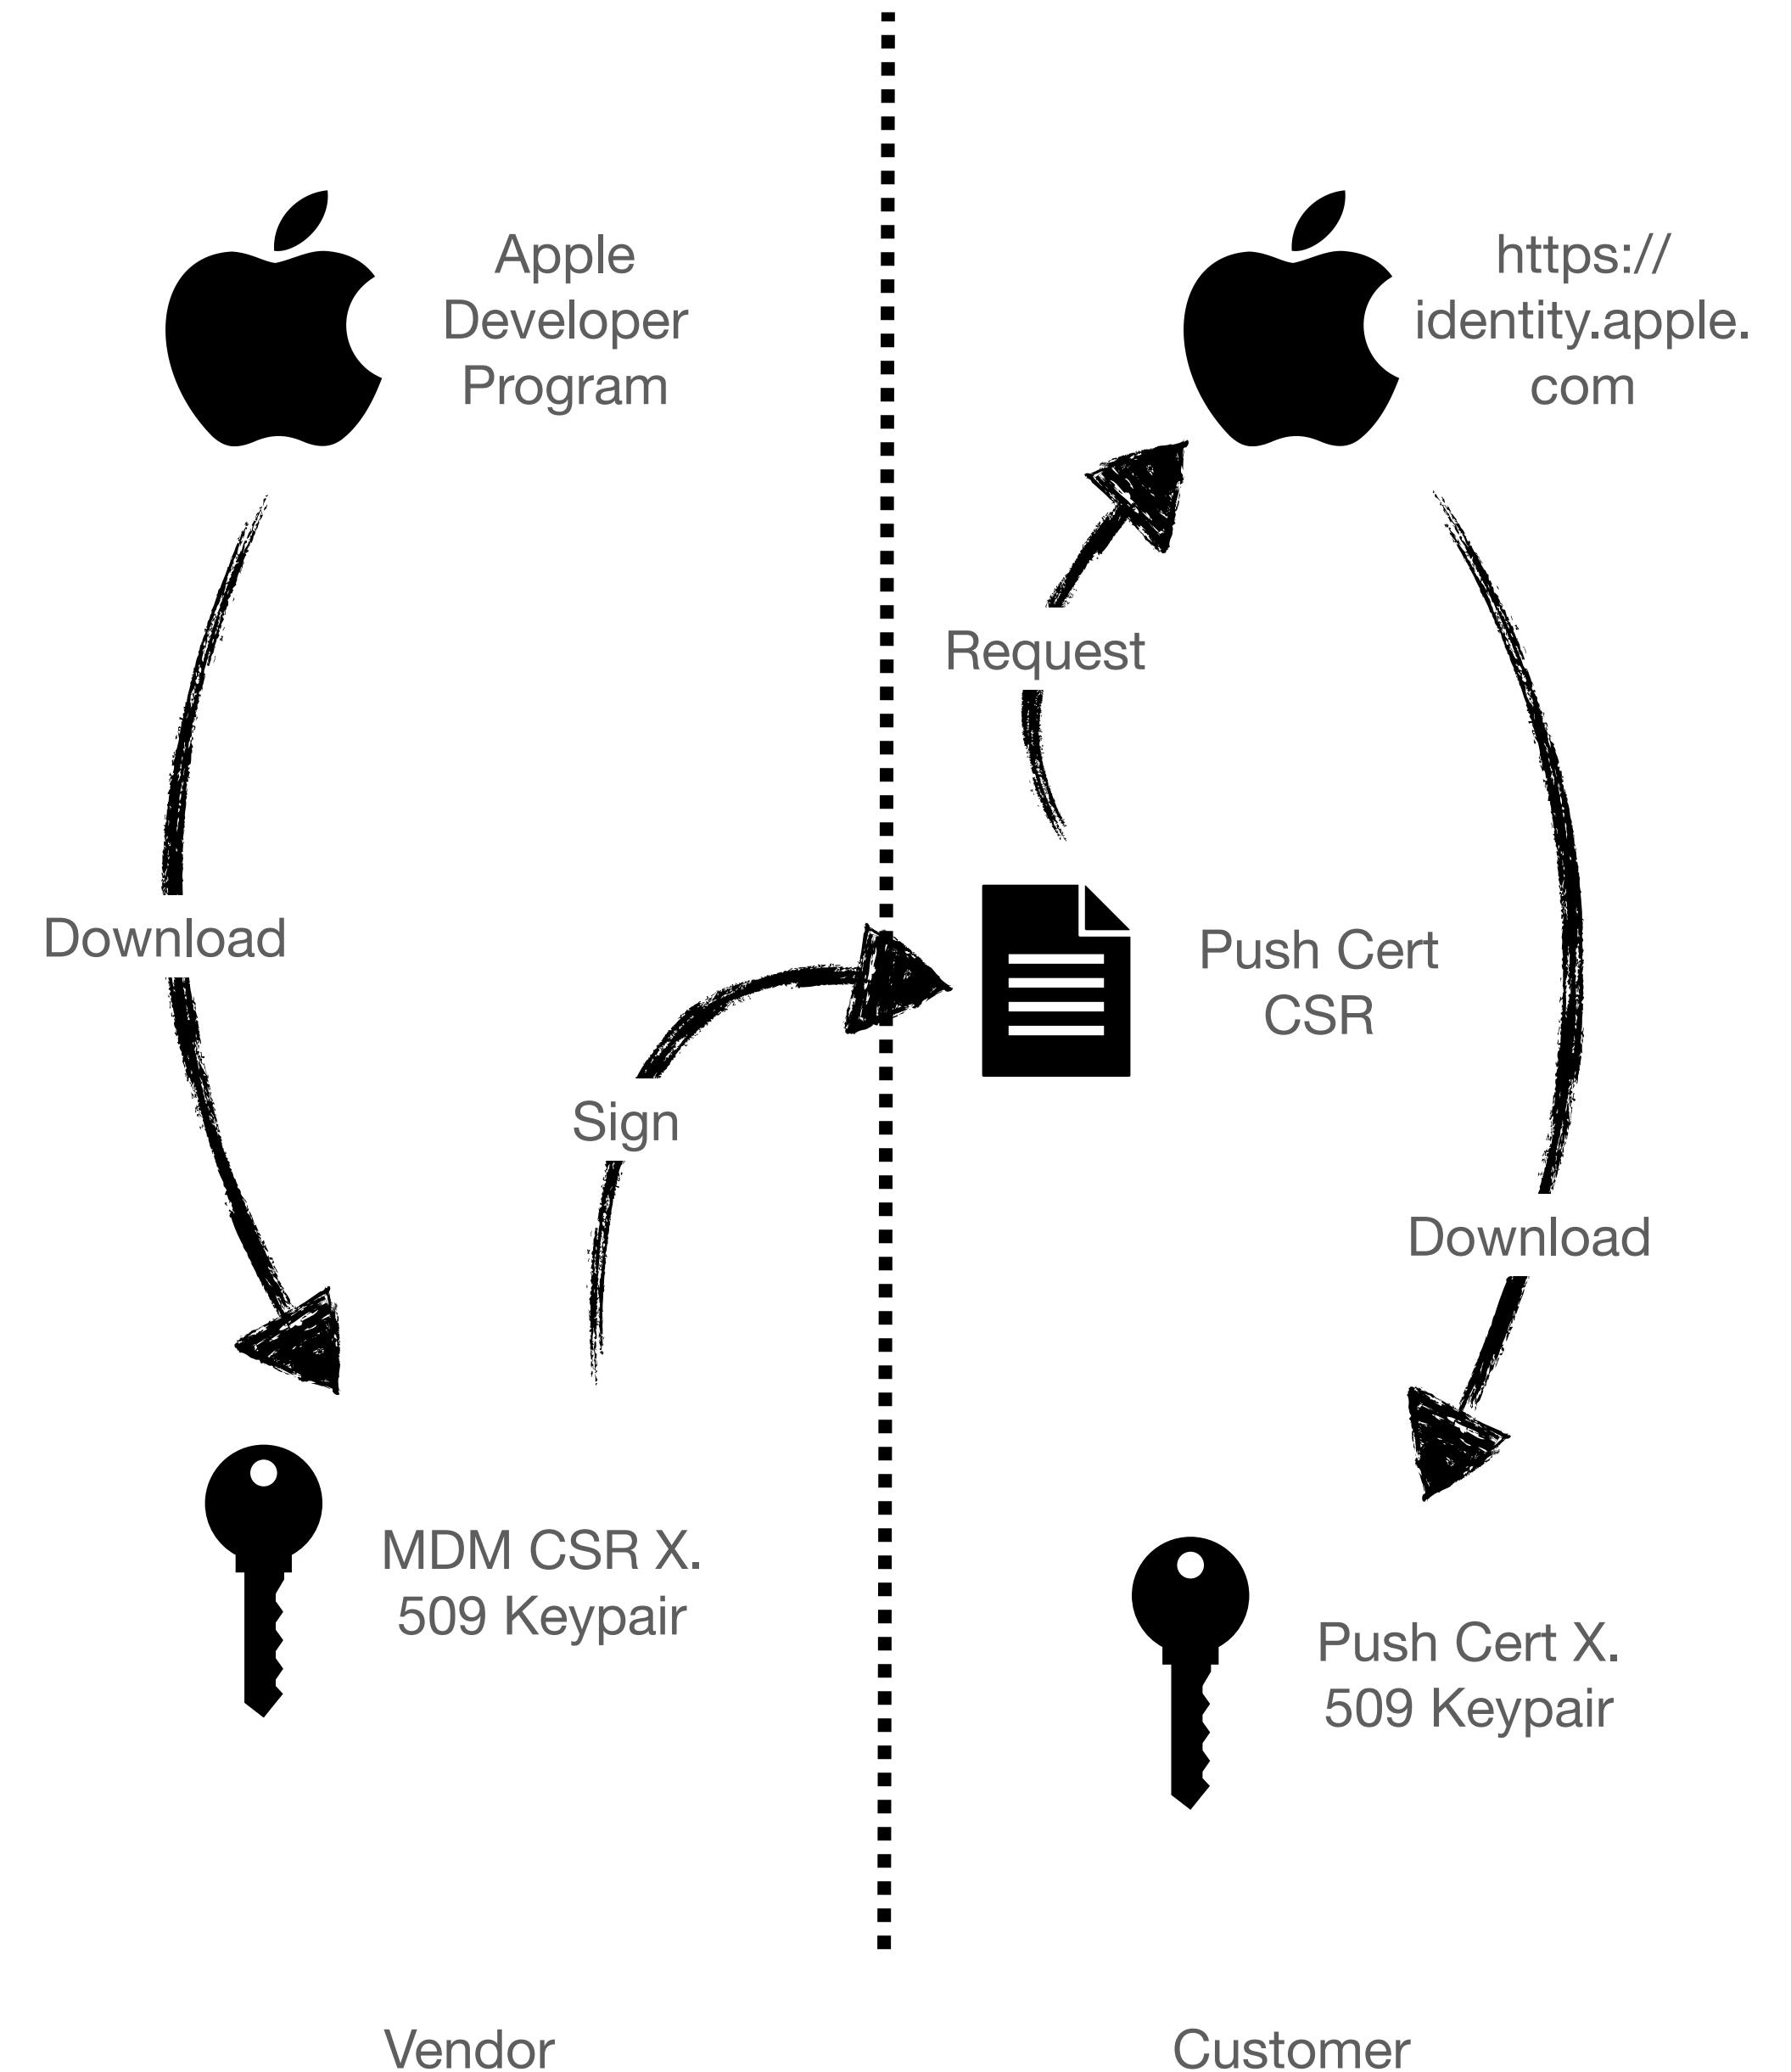 Apple
Developer
Program
https://
identity.apple.
com
Request
Download
Push Cert
CSR
Sign
Download
MDM CSR X.
509 Keypair
Push Cert X.
509 Keypair
Vendor
Customer